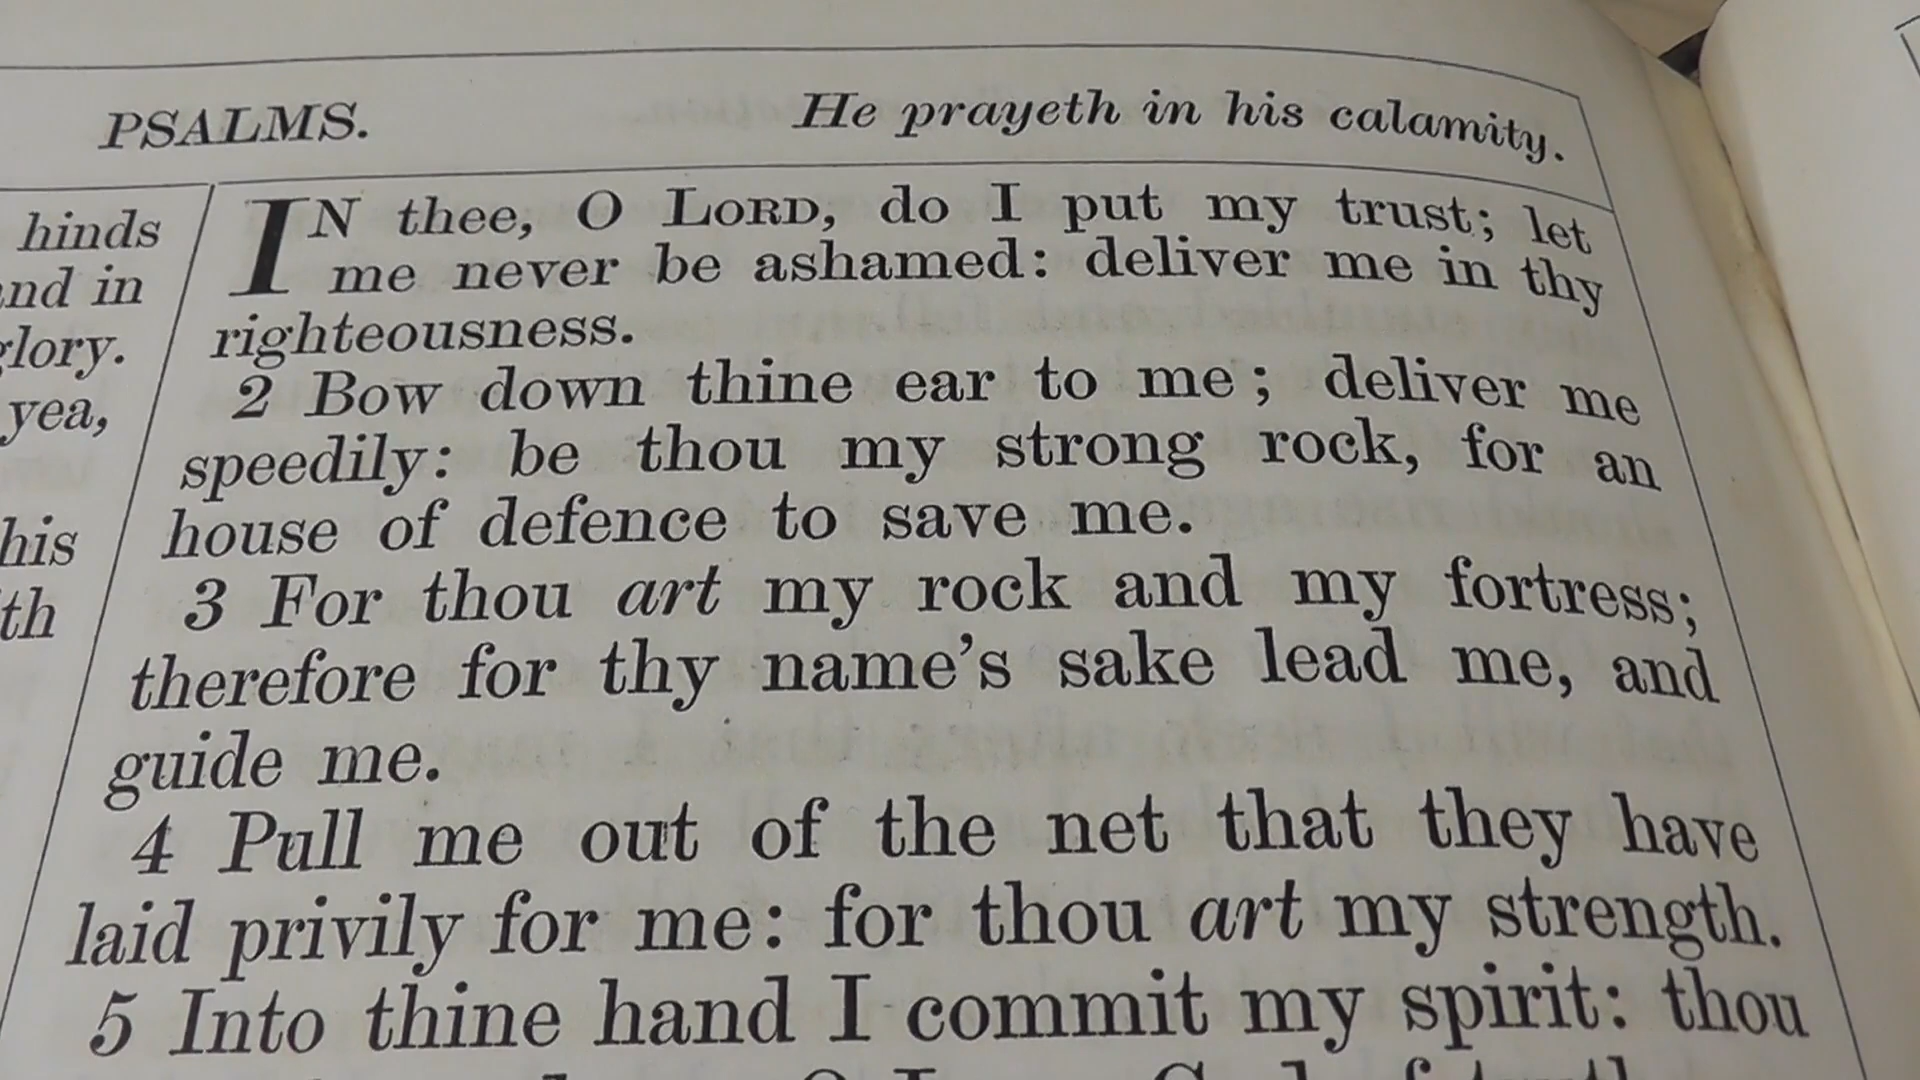 PSALMS.
He prayeth in his calamity.
hinds
in
yea,
his
IN thee, O LORD, do I put my trust; let
me never be ashamed: deliver me in thy
righteousness.
2 Bow down thine ear to me; deliver me
speedily: be thou my strong rock, for an
house of defence to save me.
3 For thou art my rock and my fortress;
therefore for thy name's sake lead me, and
guide me.
4 Pull me out of the net that they have
laid privily for me: for thou art my strength.
5 Into thine hand I commit my spirit: thou